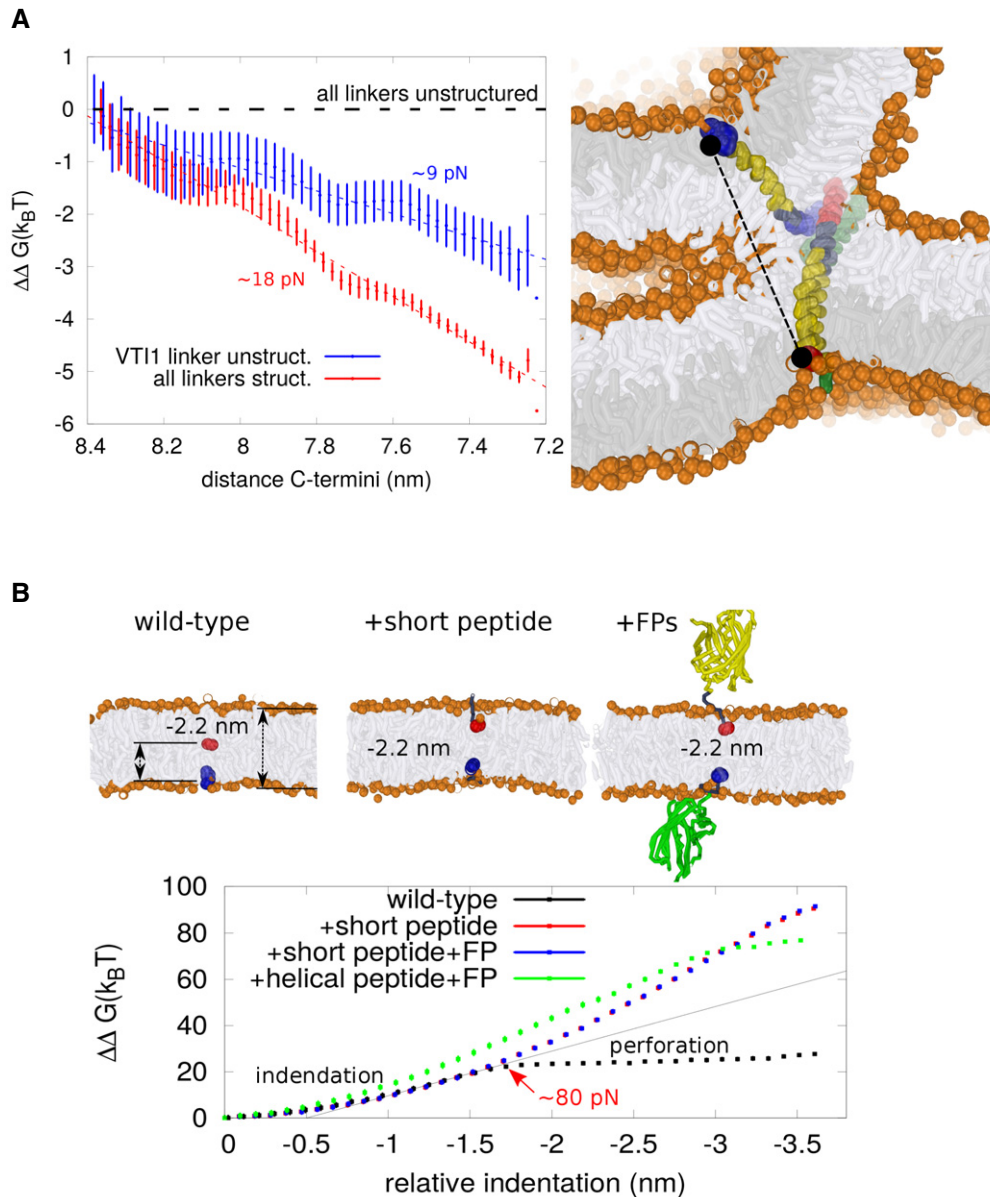 A
1
0
-1
-2
-3
-4
-5
-6
ΔΔ G(kBT)
all linkers unstructured
~9 pN
~18 pN
VTI1 linker unstruct.
all linkers struct.
8.4 8.2 8 7.8 7.6 7.4 7.2
distance C-termini (nm)
B
wild-type +short peptide +FPs
-2.2 nm -2.2 nm -2.2 nm
100
80
60
40
20
0
ΔΔ G(kBT)
wild-type
+short peptide
+short peptide+FP
+helical peptide+FP
indendation
perforation
~80 pN
0 -0.5 -1 -1.5 -2 -2.5 -3 -3.5
relative indentation (nm)